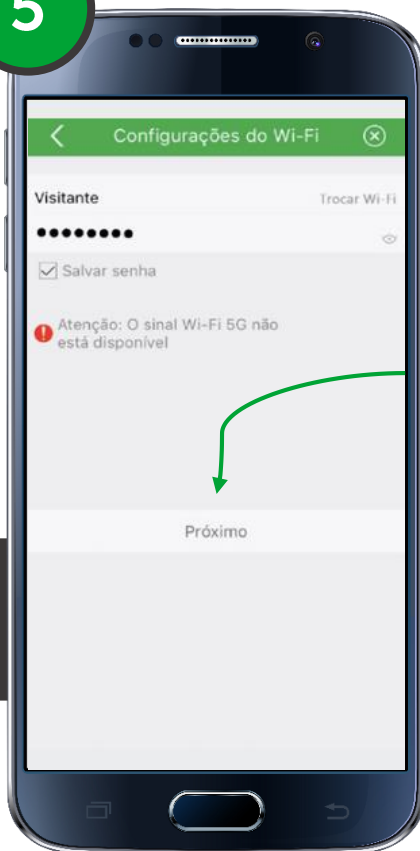 5
Configurações do Wi-Fi
Visitante
Trocar Wi-Fi
●●●●●●●●
Salvar senha
Atenção: O sinal Wi-Fi 5G não
está disponível
Próximo